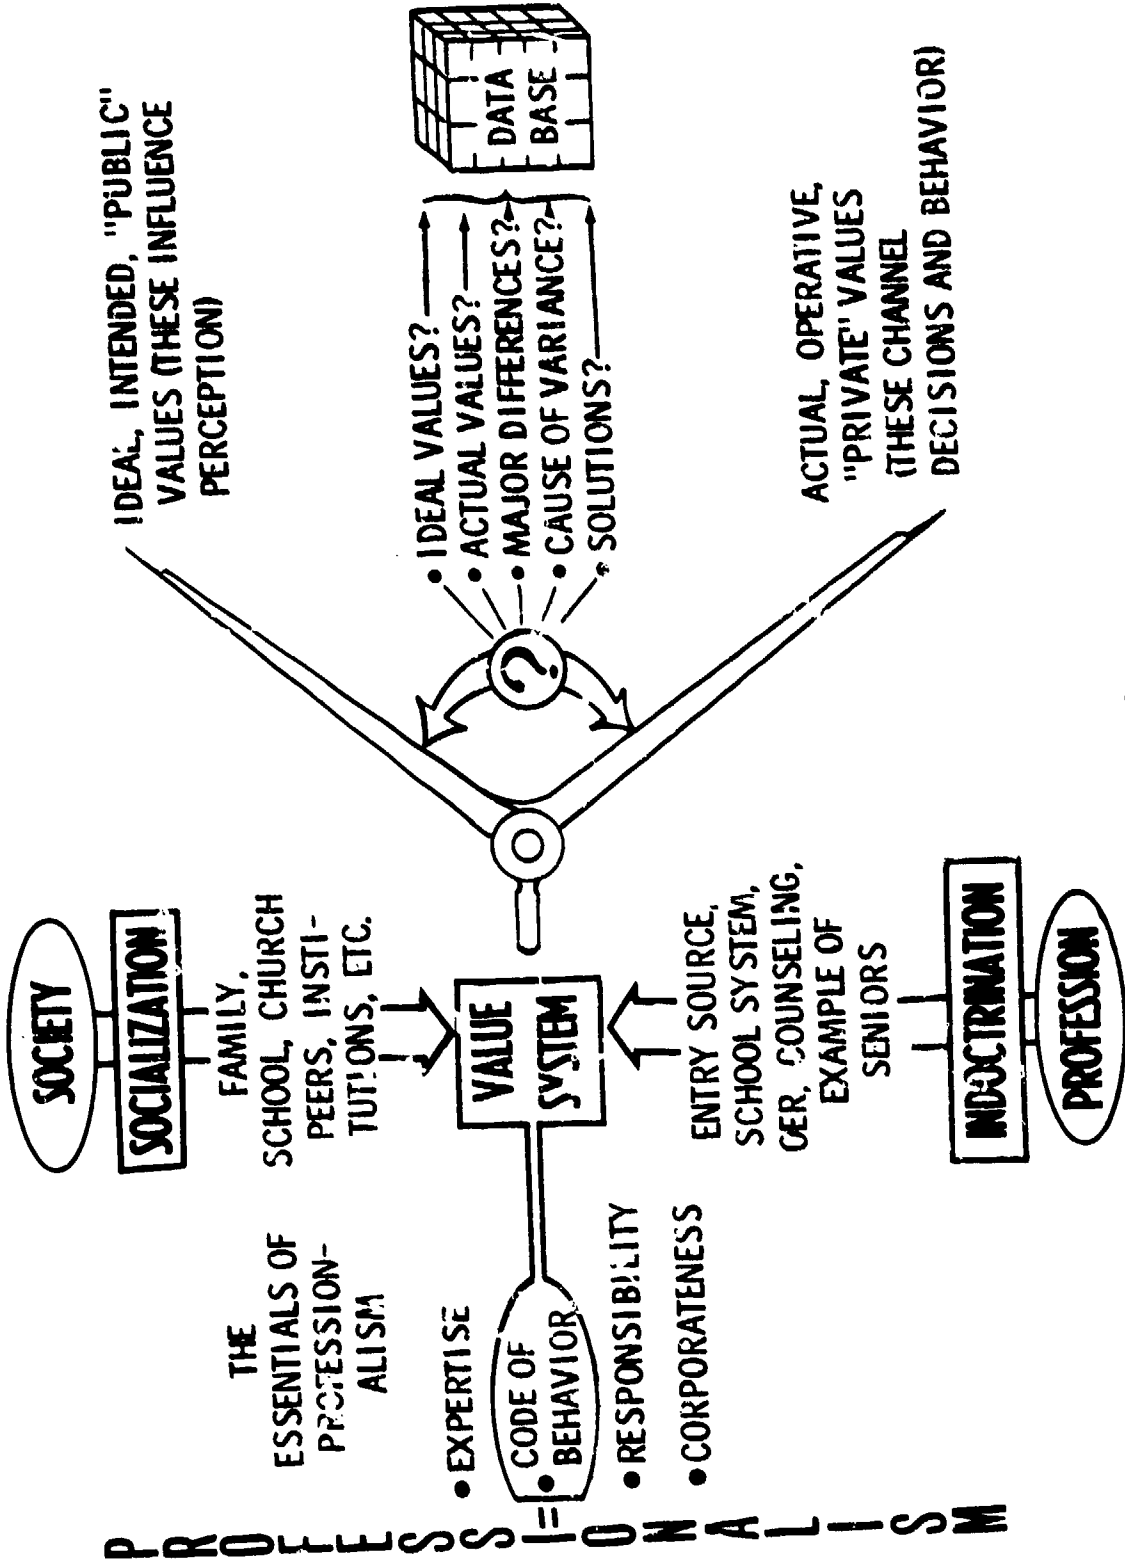 PROFESSIONALISM
=
THE
ESSENTIALS OF
PROFESSION-
ALISM
• EXPERTISE
• CODE OF
BEHAVIOR
• RESPONSIBILITY
• CORPORATENESS
SOCIETY
SOCIALIZATION
FAMILY,
SCHOOL, CHURCH
PEERS, INSTI-
TUTIONS, ETC.
VALUE
SYSTEM
ENTRY SOURCE,
SCHOOL SYSTEM,
OER, COUNSELING,
EXAMPLE OF
SENIORS
INDOCTRINATION
PROFESSION
IDEAL, INTENDED, "PUBLIC"
VALUES (THESE INFLUENCE
PERCEPTION)
?
• IDEAL VALUES?
• ACTUAL VALUES?
• MAJOR DIFFERENCES?
• CAUSE OF VARIANCE?
• SOLUTIONS?
DATA
BASE
ACTUAL, OPERATIVE,
"PRIVATE" VALUES
(THESE CHANNEL
DECISIONS AND BEHAVIOR)